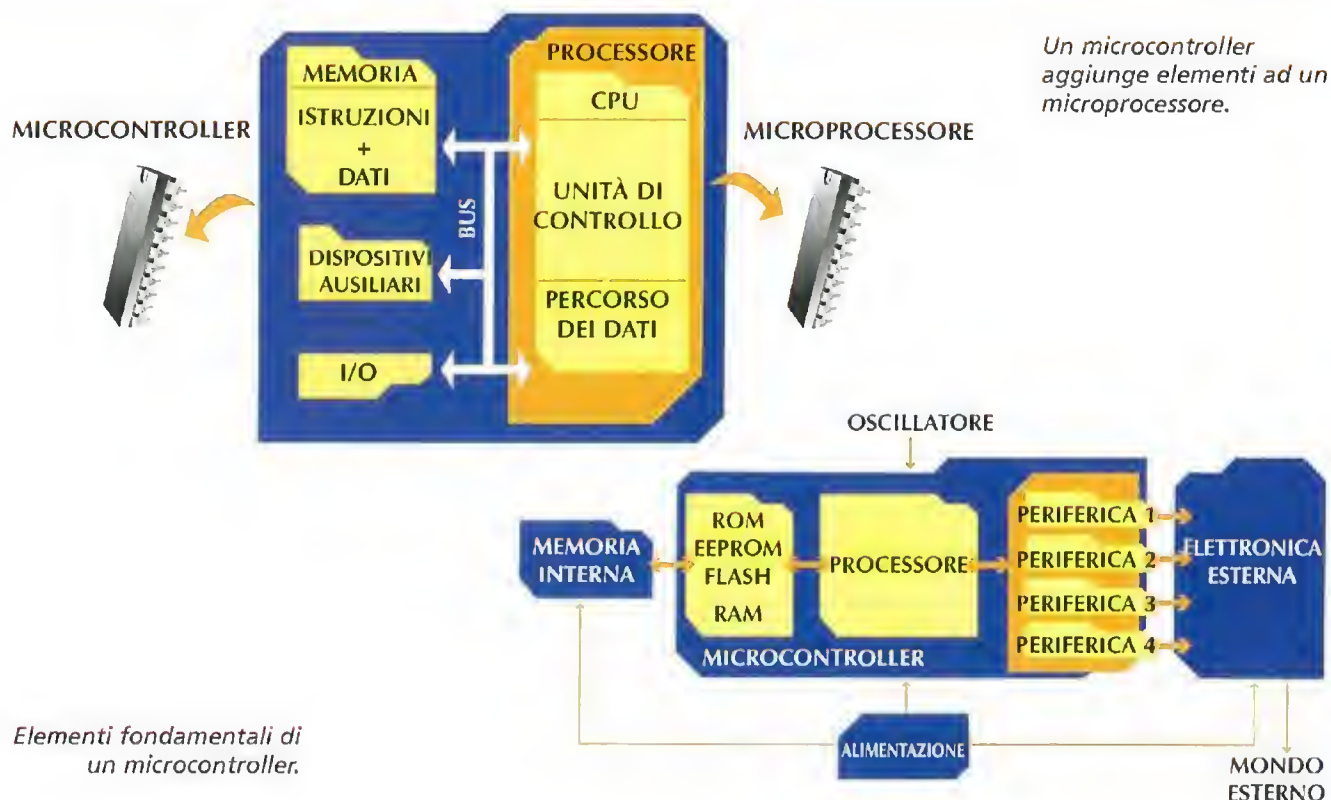 Un microcontroller
aggiunge elementi ad un
microprocessore.
MICROCONTROLLER
MEMORIA
ISTRUZIONI
+
DATI
DISPOSITIVI
AUSILIARI
I/O
BUS
PROCESSORE
CPU
UNITÀ DI
CONTROLLO
PERCORSO
DEI DATI
MICROPROCESSORE
OSCILLATORE
MEMORIA
INTERNA
ROM
EEPROM
FLASH
RAM
PROCESSORE
MICROCONTROLLER
PERIFERICA 1
PERIFERICA 2
PERIFERICA 3
PERIFERICA 4
ELETTRONICA
ESTERNA
ALIMENTAZIONE
MONDO
ESTERNO
Elementi fondamentali di
un microcontroller.